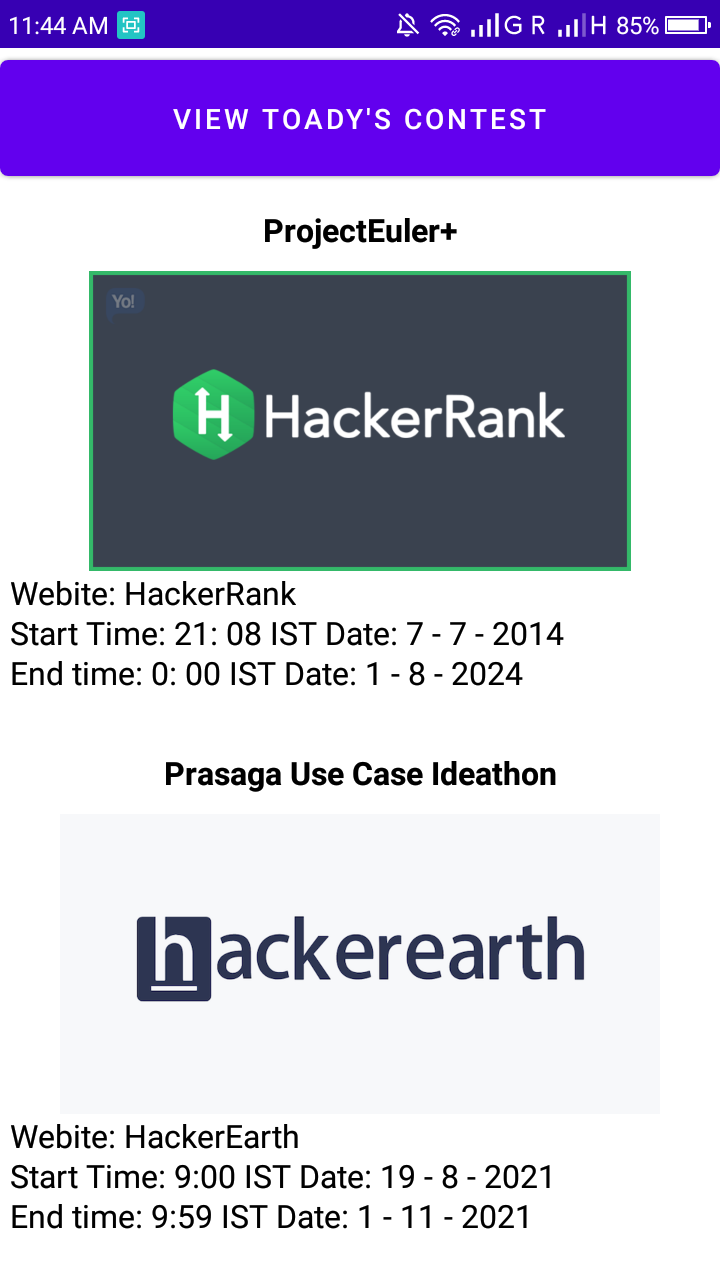 11:44 AM G R H 85%
VIEW TOADY'S CONTEST
ProjectEuler+
Yo!
H HackerRank
Webite: HackerRank
Start Time: 21: 08 IST Date: 7 - 7 - 2014
End time: 0: 00 IST Date: 1 - 8 - 2024
Prasaga Use Case Ideathon
hackerearth
Webite: HackerEarth
Start Time: 9:00 IST Date: 19 - 8 - 2021
End time: 9:59 IST Date: 1 - 11 - 2021